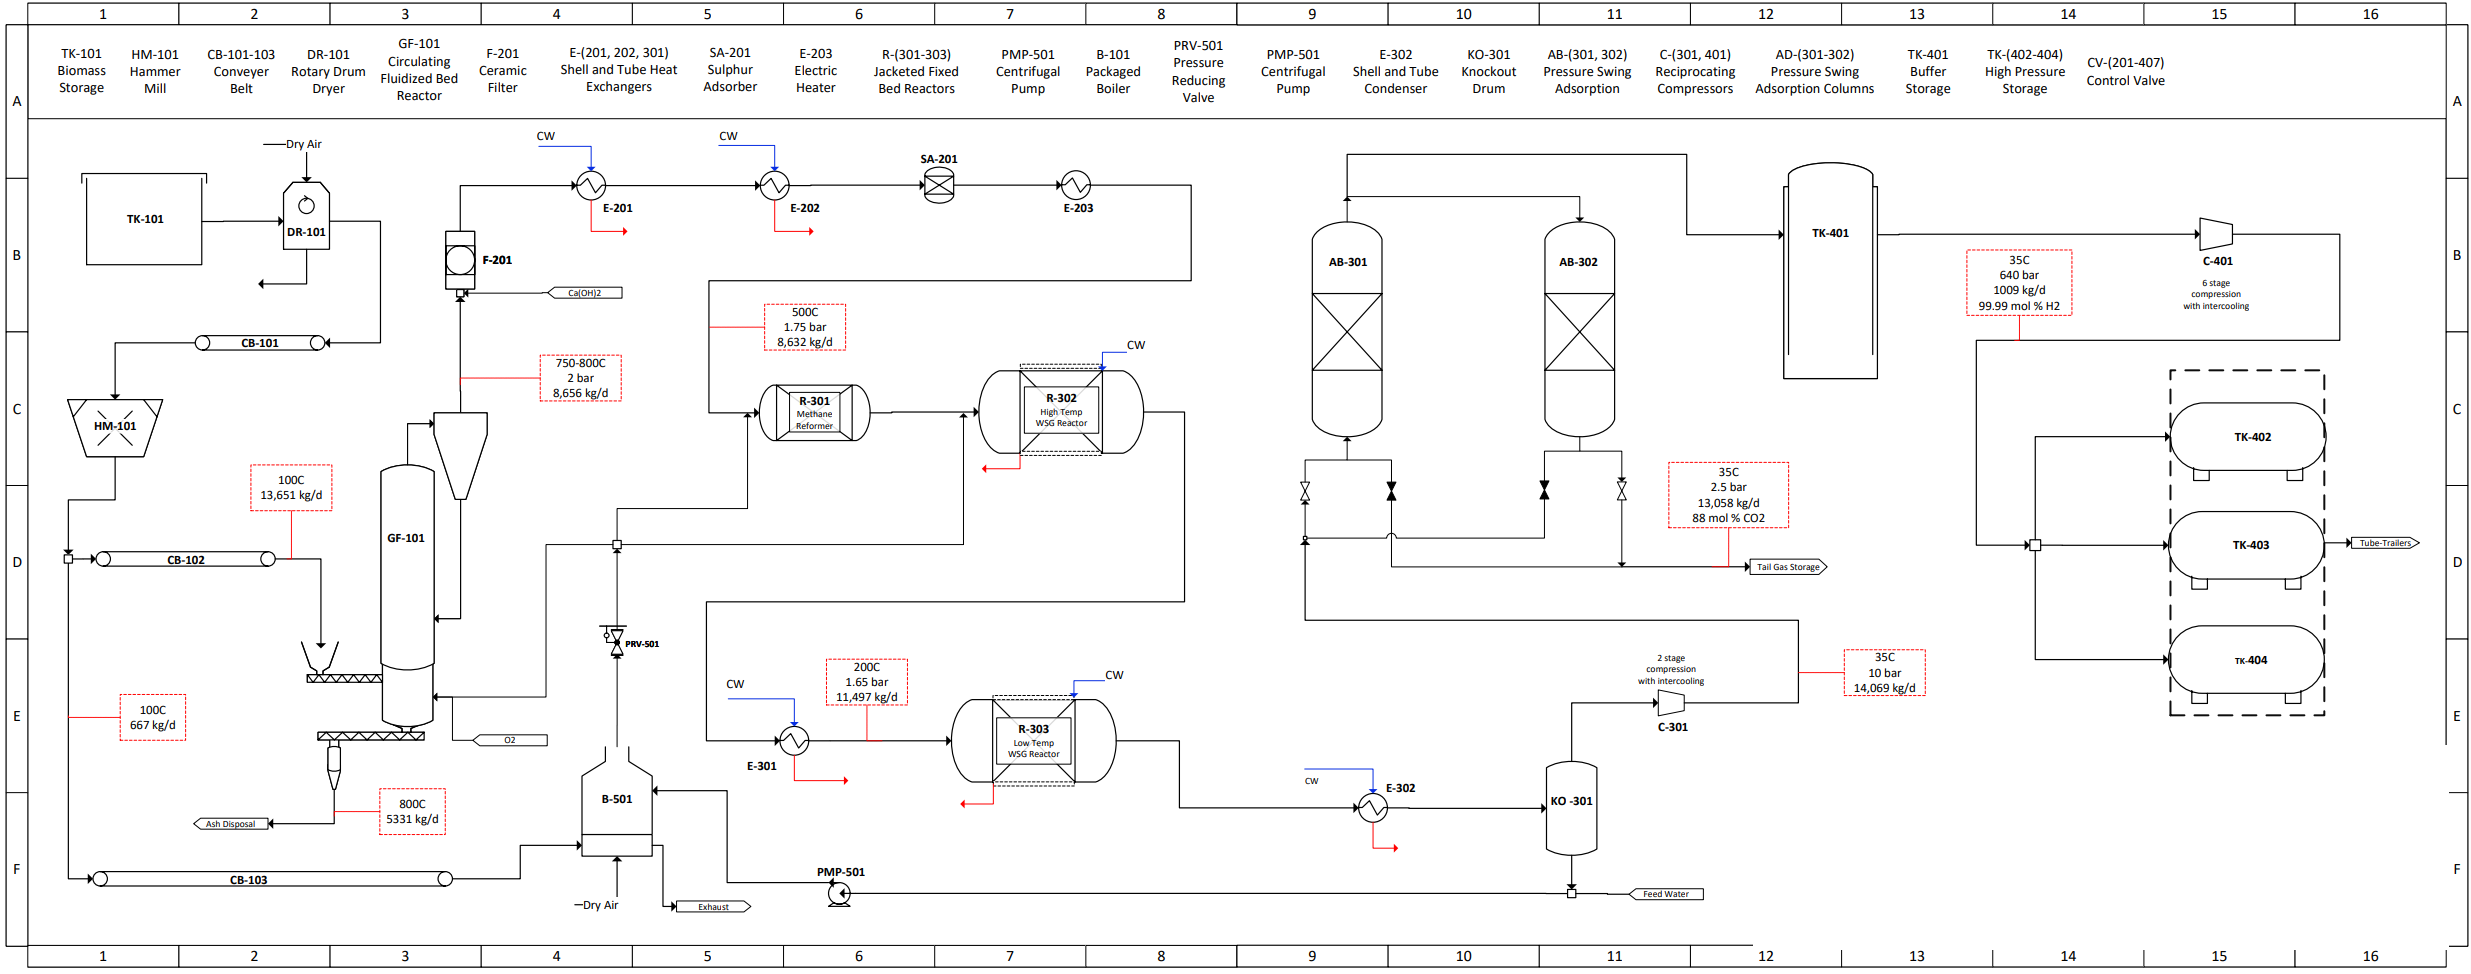 1 2 3 4 5 6 7 8 9 10 11 12 13 14 15 16
TK-101
Biomass
Storage
HM-101
Hammer
Mill
CB-101-103
Conveyer
Belt
DR-101
Rotary Drum
Dryer
GF-101
Circulating
Fluidized Bed
Reactor
F-201
Ceramic
Filter
E-(201, 202, 301)
Shell and Tube Heat
Exchangers
SA-201
Sulphur
Adsorber
E-203
Electric
Heater
R-(301-303)
Jacketed Fixed
Bed Reactors
PMP-501
Centrifugal
Pump
B-101
Packaged
Boiler
PRV-501
Pressure
Reducing
Valve
PMP-501
Centrifugal
Pump
E-302
Shell and Tube
Condenser
KO-301
Knockout
Drum
AB-(301, 302)
Pressure Swing
Adsorption
C-(301, 401)
Reciprocating
Compressors
AD-(301-302)
Pressure Swing
Adsorption Columns
TK-401
Buffer
Storage
TK-(402-404)
High Pressure
Storage
CV-(201-407)
Control Valve
A
A
B
B
C
C
D
D
E
E
F
F
Dry Air
TK-101
DR-101
CB-101
HM-101
100C
13,651 kg/d
CB-102
GF-101
100C
667 kg/d
800C
5331 kg/d
Ash Disposal
CB-103
CW
E-201
F-201
Ca(OH)2
750-800C
2 bar
8,656 kg/d
O2
CW
E-202
SA-201
E-203
500C
1.75 bar
8,632 kg/d
R-301
Methane
Reformer
CW
R-302
High Temp
WSG Reactor
PRV-501
CW
E-301
200C
1.65 bar
11,497 kg/d
CW
R-303
Low Temp
WSG Reactor
B-501
Dry Air
Exhaust
PMP-501
AB-301
AB-302
35C
2.5 bar
13,058 kg/d
88 mol % CO2
Tail Gas Storage
2 stage
compression
with intercooling
C-301
35C
10 bar
14,069 kg/d
CW
E-302
KO -301
Feed Water
TK-401
35C
640 bar
1009 kg/d
99.99 mol % H2
C-401
6 stage
compression
with intercooling
TK-402
TK-403
TK-404
Tube-Trailers
1 2 3 4 5 6 7 8 9 10 11 12 13 14 15 16